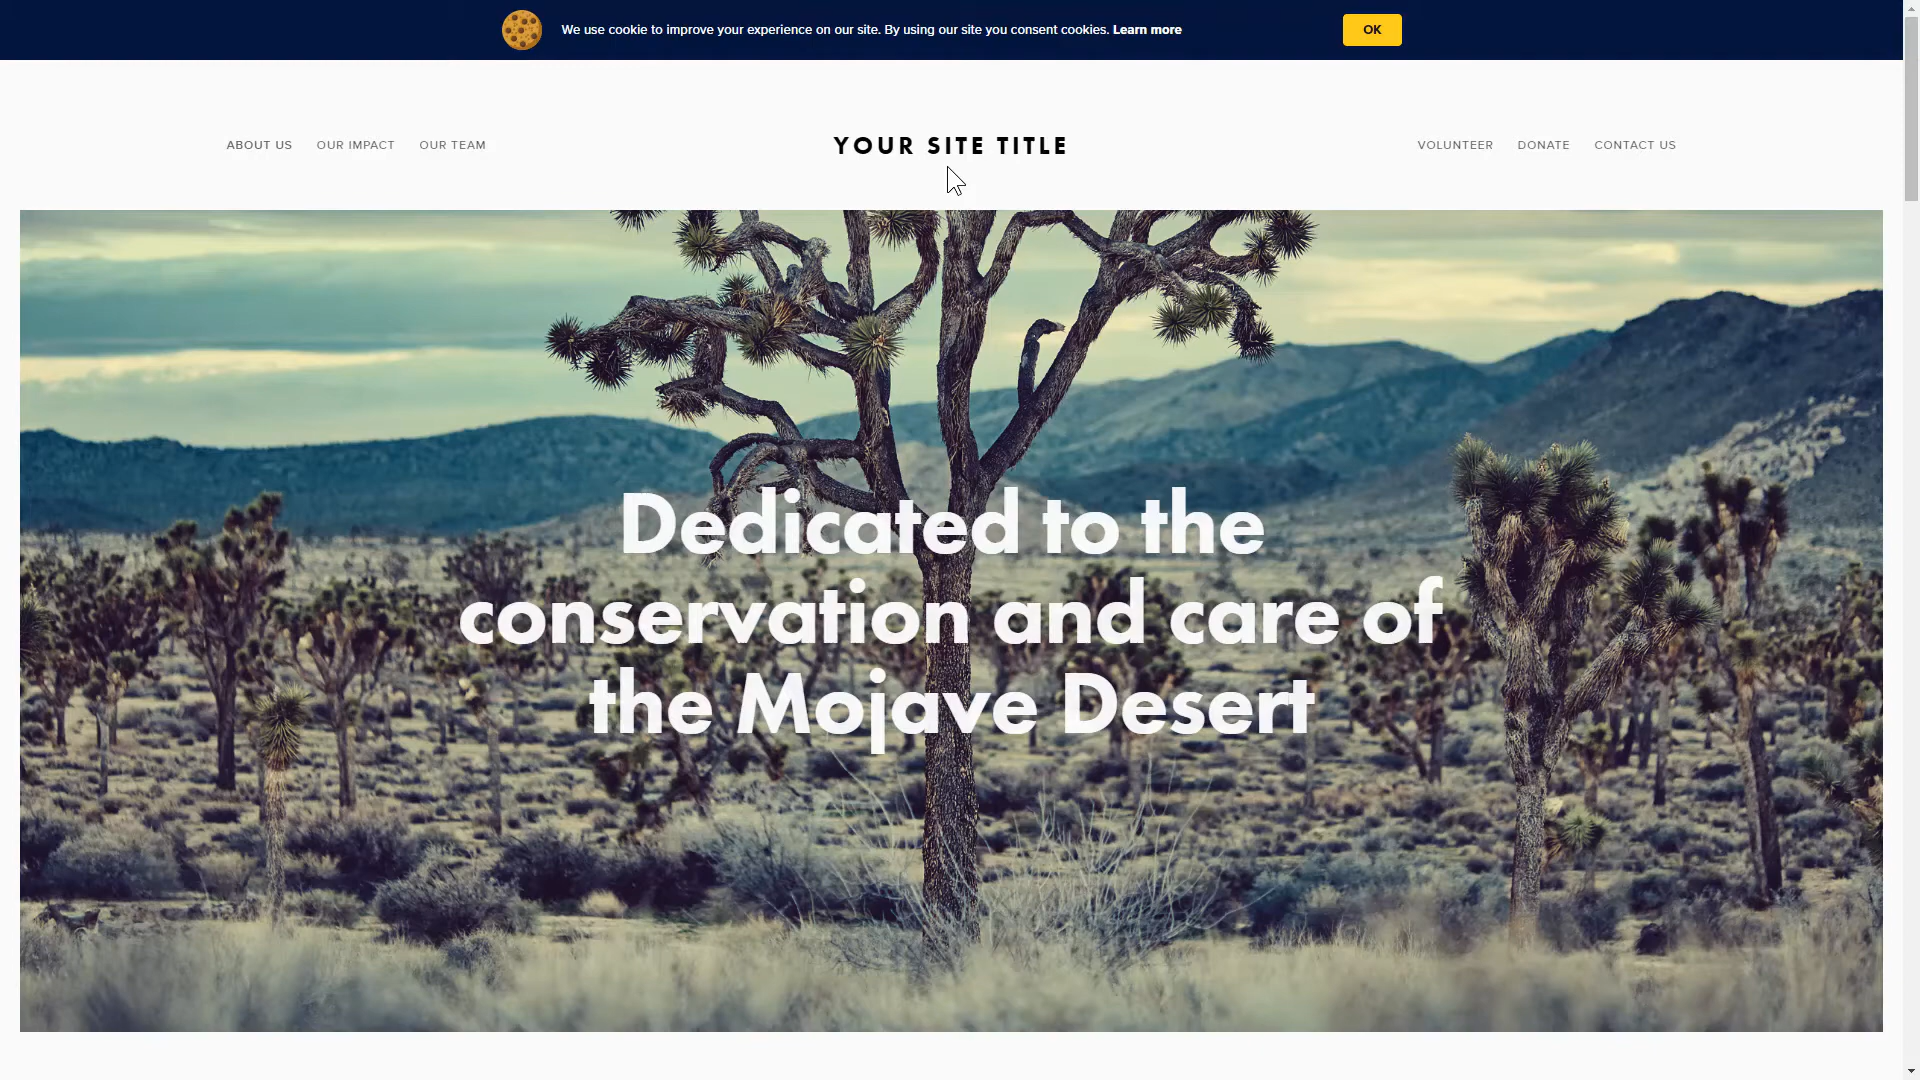 We use cookie to improve your experience on our site. By using our site you consent cookies. Learn more
OK
ABOUT US
OUR IMPACT
OUR TEAM
YOUR SITE TITLE
VOLUNTEER
DONATE
CONTACT US
Dedicated to the
conservation and care of
the Mojave Desert